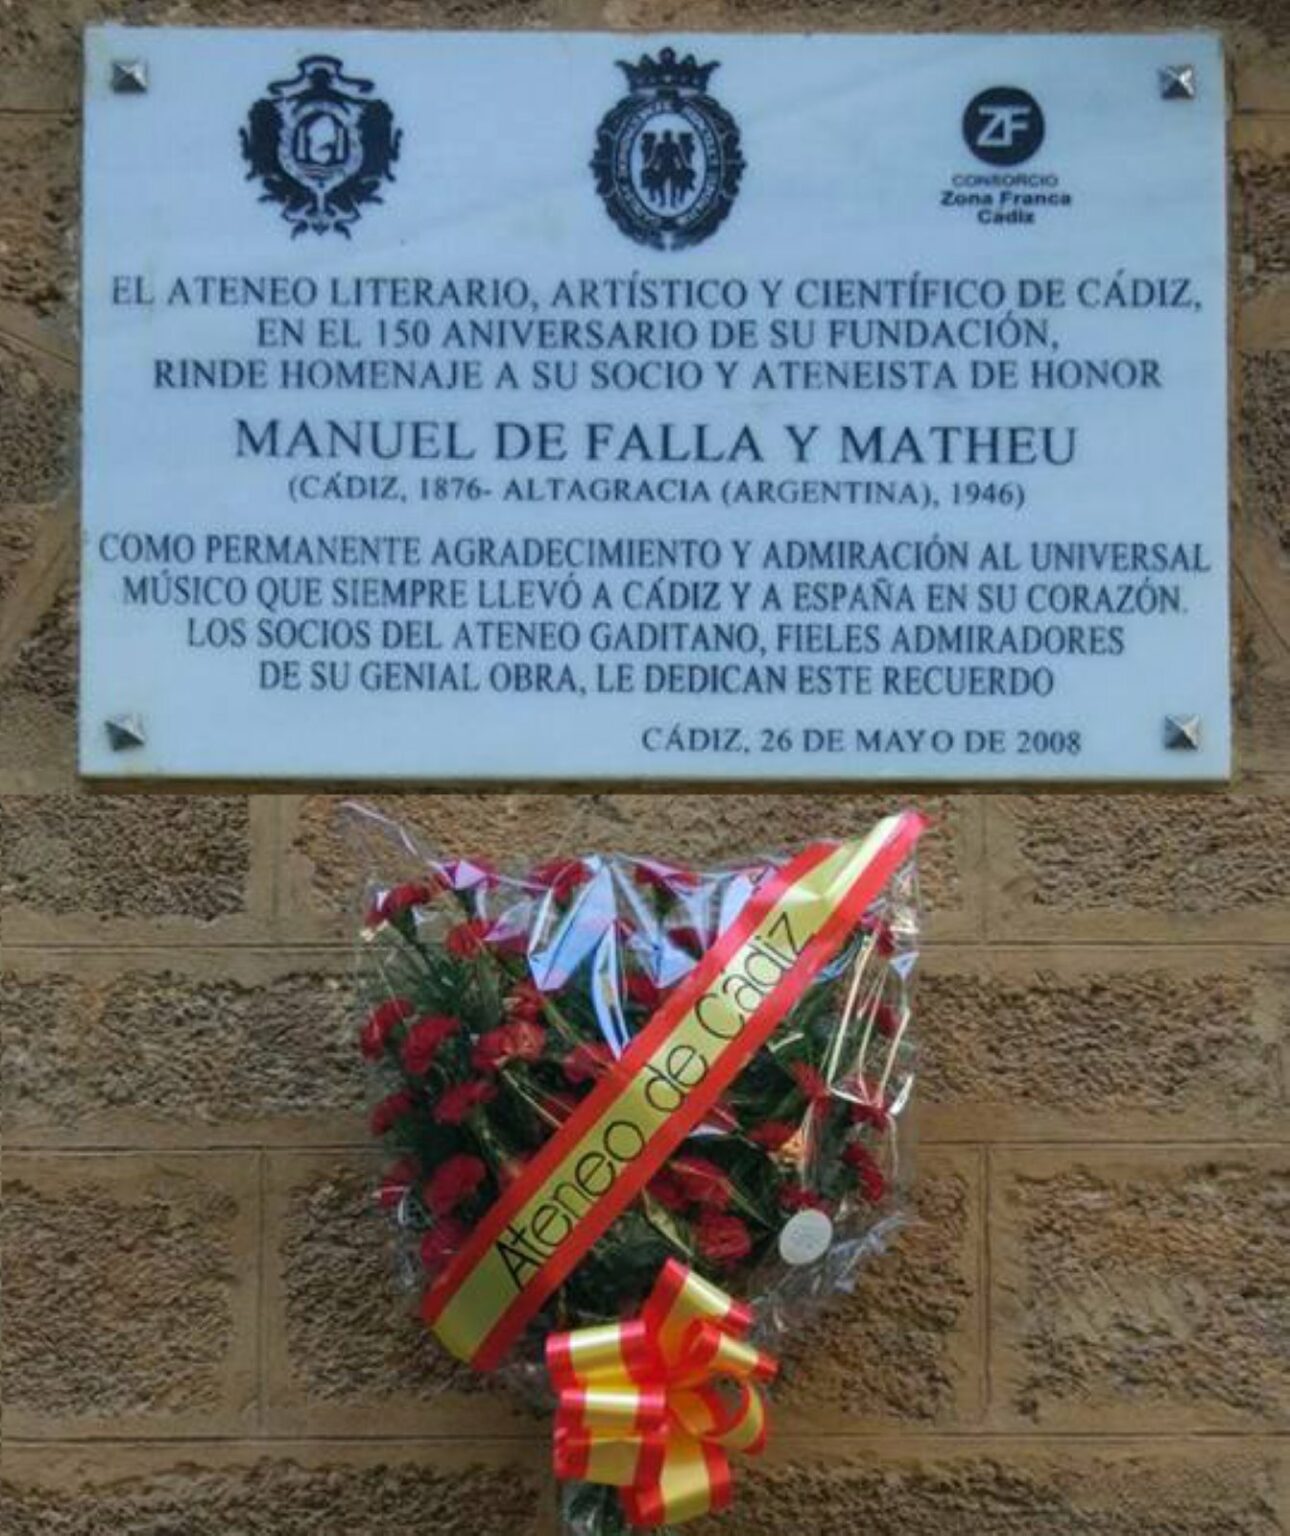 ZF
CONSORCIO
Zona Franca
Cádiz
EL ATENEO LITERARIO, ARTÍSTICO Y CIENTÍFICO DE CÁDIZ,
EN EL 150 ANIVERSARIO DE SU FUNDACIÓN,
RINDE HOMENAJE A SU SOCIO Y ATENEISTA DE HONOR
MANUEL DE FALLA Y MATHEU
(CÁDIZ, 1876- ALTAGRACIA (ARGENTINA), 1946)
COMO PERMANENTE AGRADECIMIENTO Y ADMIRACIÓN AL UNIVERSAL
MÚSICO QUE SIEMPRE LLEVÓ A CÁDIZ Y A ESPAÑA EN SU CORAZÓN.
LOS SOCIOS DEL ATENEO GADITANO, FIELES ADMIRADORES
DE SU GENIAL OBRA, LE DEDICAN ESTE RECUERDO
CÁDIZ, 26 DE MAYO DE 2008
Ateneo de Cádiz